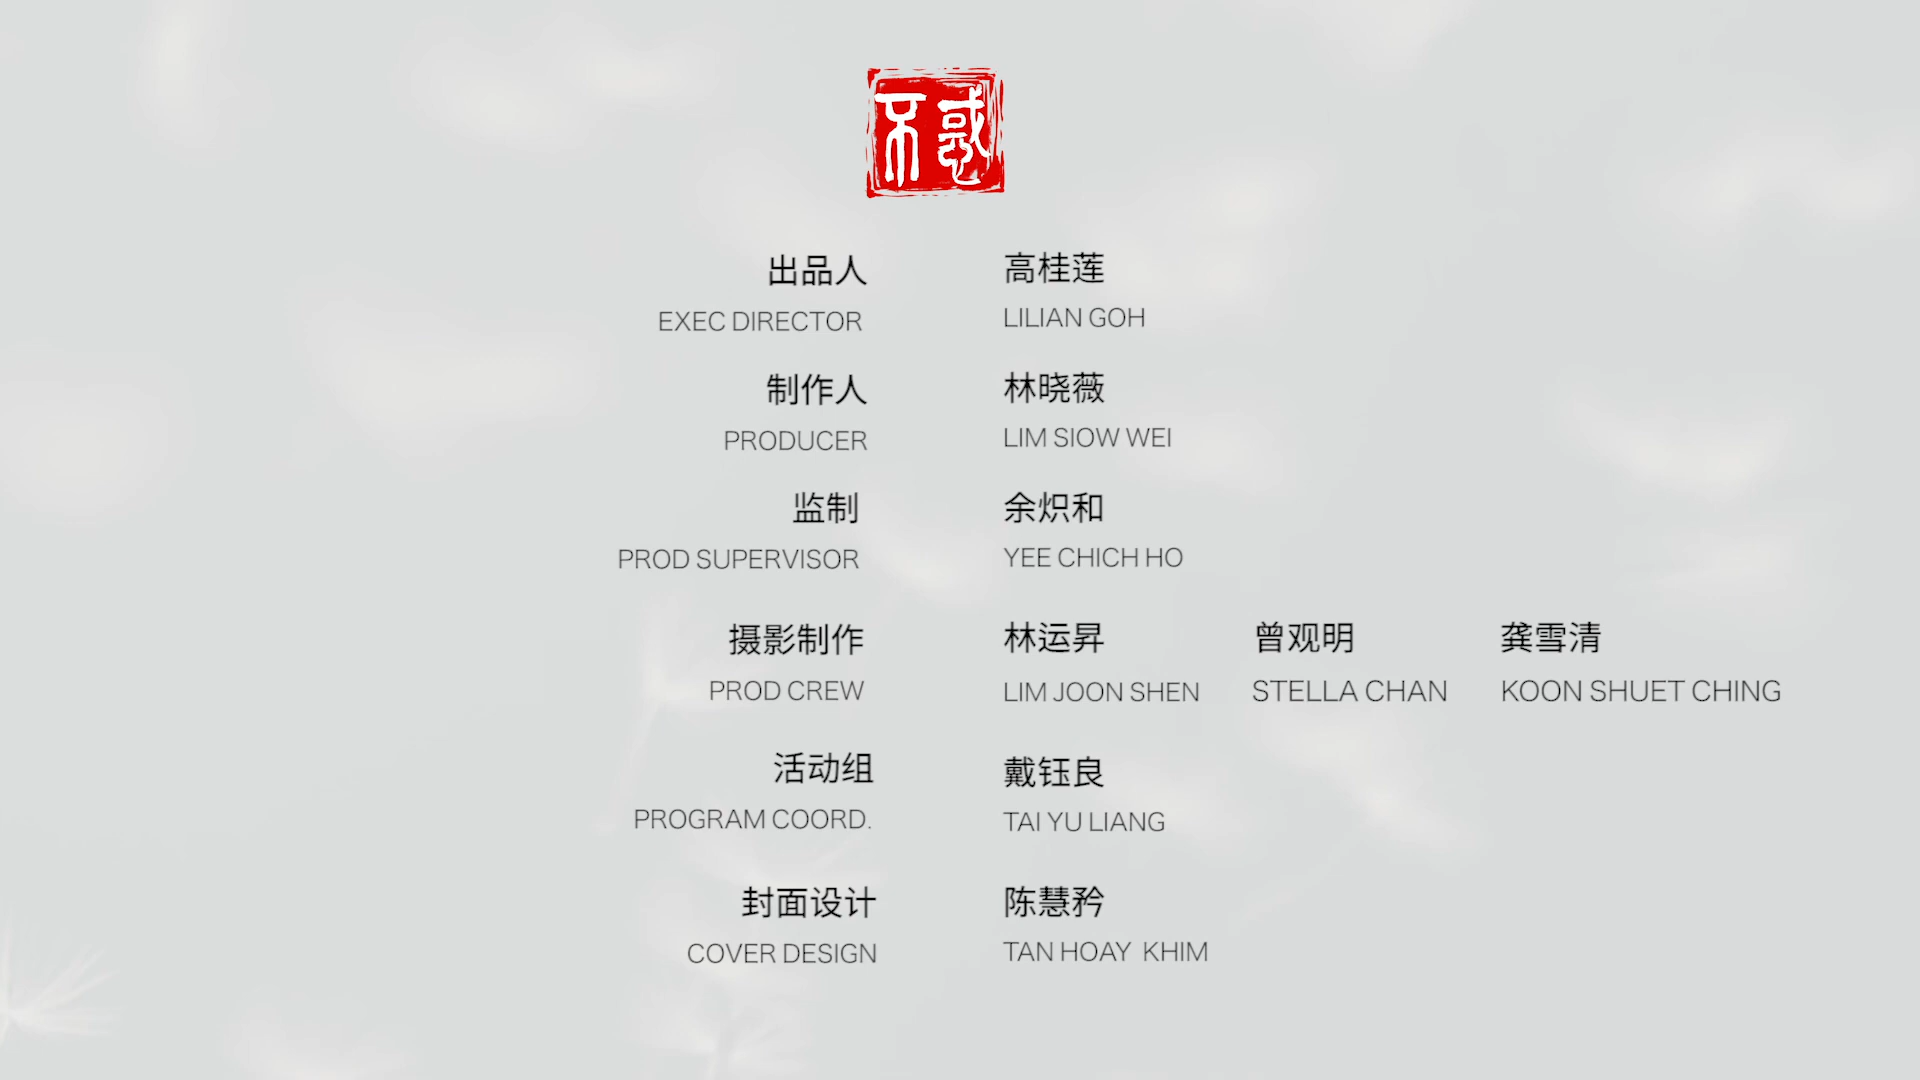 不惑
出品人 高桂莲
EXEC DIRECTOR LILIAN GOH
制作人 林晓薇
PRODUCER LIM SIOW WEI
监制 余炽和
PROD SUPERVISOR YEE CHICH HO
摄影制作 林运昇 曾观明 龚雪清
PROD CREW LIM JOON SHEN STELLA CHAN KOON SHUET CHING
活动组 戴钰良
PROGRAM COORD. TAI YU LIANG
封面设计 陈慧矜
COVER DESIGN TAN HOAY KHIM